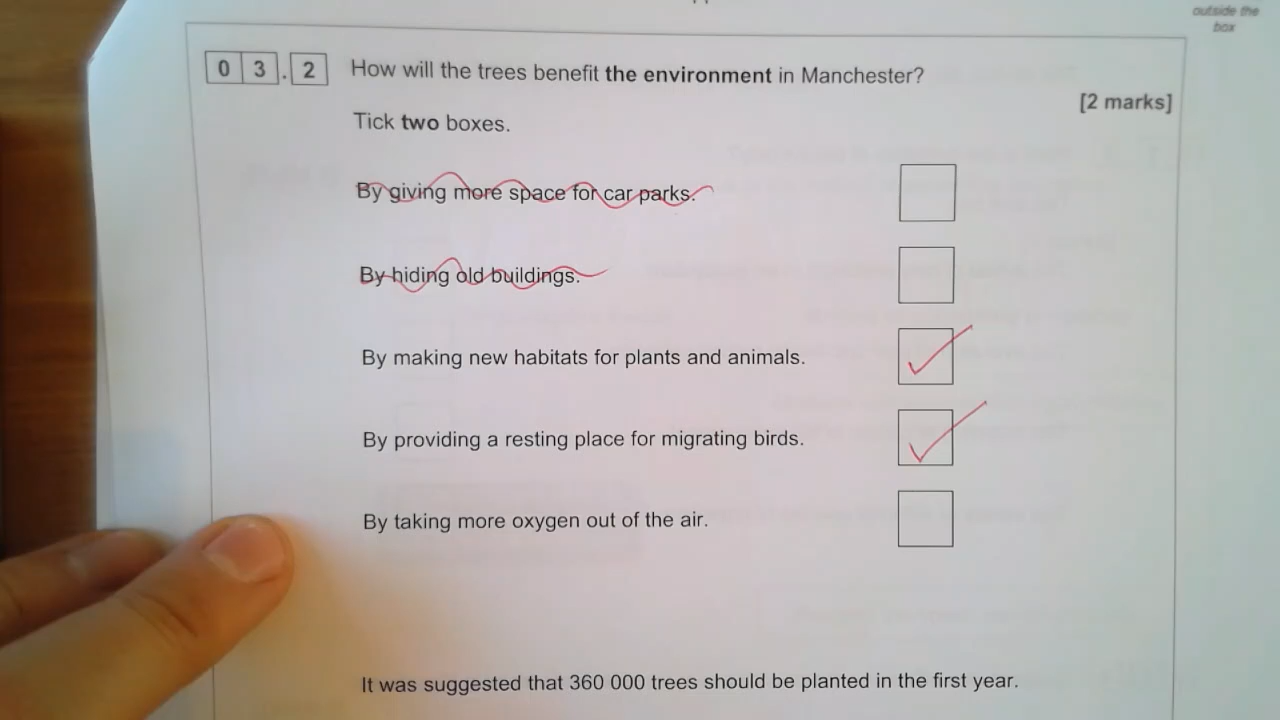 outside the
box
03.2 How will the trees benefit the environment in Manchester?
[2 marks]
Tick two boxes.
By giving more space for car parks.
By hiding old buildings.
By making new habitats for plants and animals.
By providing a resting place for migrating birds.
By taking more oxygen out of the air.
It was suggested that 360 000 trees should be planted in the first year.